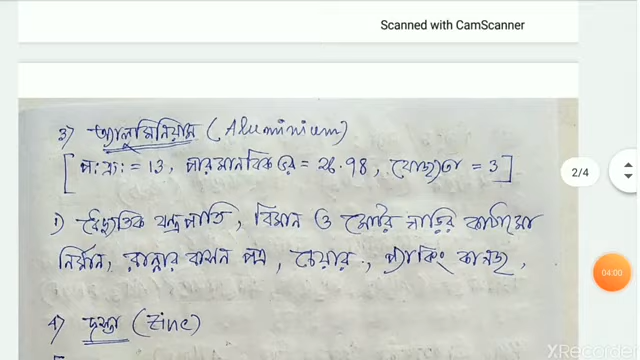 Scanned with CamScanner
3) অ্যালুমিনিয়াম (Aluminium)
[ প: ক্র: = 13, পারমানবিক ভর = 26.98, যোজ্যতা = 3 ]
2/4
i) বৈদ্যুতিক যন্ত্রপাতি, বিমান ও মোটর গাড়ির কাঠামো
নির্মান, রান্নার বাসন পত্র, চেয়ার, প্যাকিং কাগজ,
04:00
4) দস্তা (Zinc)
XRecorder